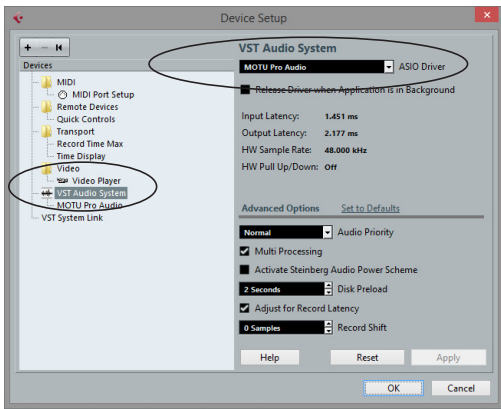 Device Setup
Devices
MIDI
MIDI Port Setup
Remote Devices
Quick Controls
Transport
Record Time Max
Time Display
Video
Video Player
VST Audio System
MOTU Pro Audio
VST System Link
VST Audio System
MOTU Pro Audio ASIO Driver
Release Driver when Application is in Background
Input Latency: 1.451 ms
Output Latency: 2.177 ms
HW Sample Rate: 48.000 kHz
HW Pull Up/Down: Off
Advanced Options Set to Defaults
Normal Audio Priority
Multi Processing
Activate Steinberg Audio Power Scheme
2 Seconds Disk Preload
Adjust for Record Latency
0 Samples Record Shift
Help Reset Apply
OK Cancel